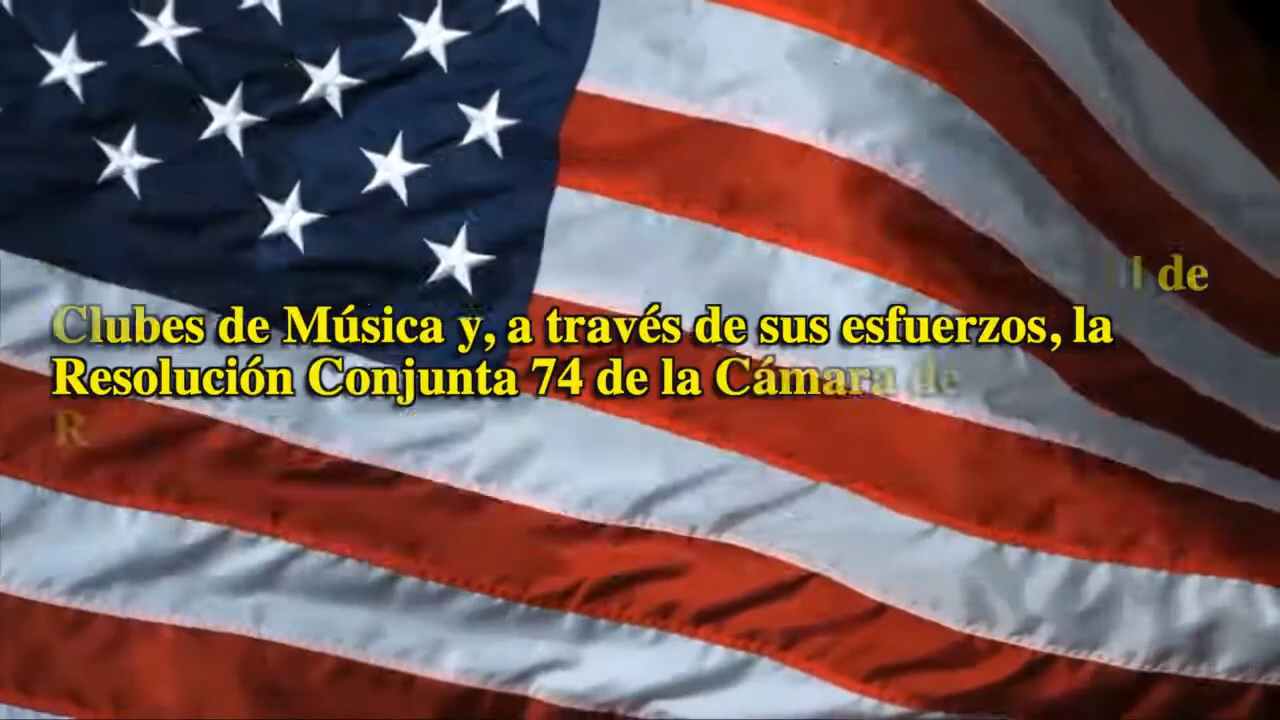 de
Clubes de Música y, a través de sus esfuerzos, la
Resolución Conjunta 74 de la Cámara de